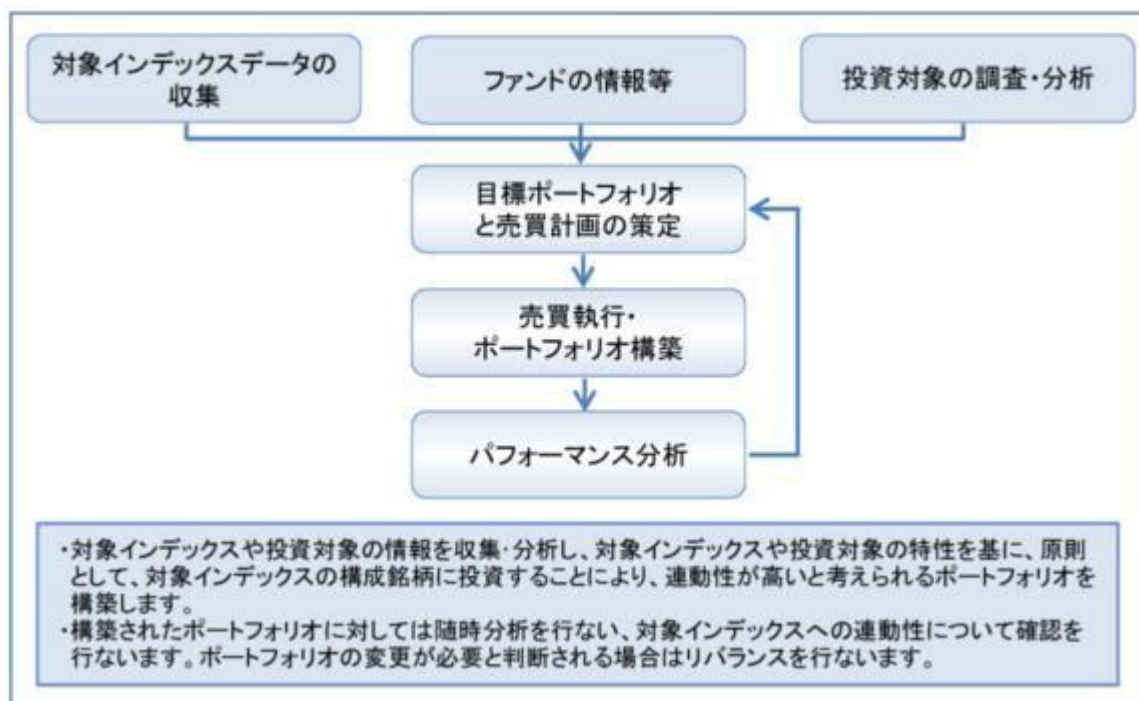 対象インデックスデータの
収集
ファンドの情報等
投資対象の調査・分析
目標ポートフォリオ
と売買計画の策定
売買執行・
ポートフォリオ構築
パフォーマンス分析
・対象インデックスや投資対象の情報を収集・分析し、対象インデックスや投資対象の特性を基に、原則
として、対象インデックスの構成銘柄に投資することにより、連動性が高いと考えられるポートフォリオを
構築します。
・構築されたポートフォリオに対しては随時分析を行ない、対象インデックスへの連動性について確認を
行ないます。ポートフォリオの変更が必要と判断される場合はリバランスを行ないます。